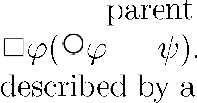 parent
□φ(○φ ψ).
described by a